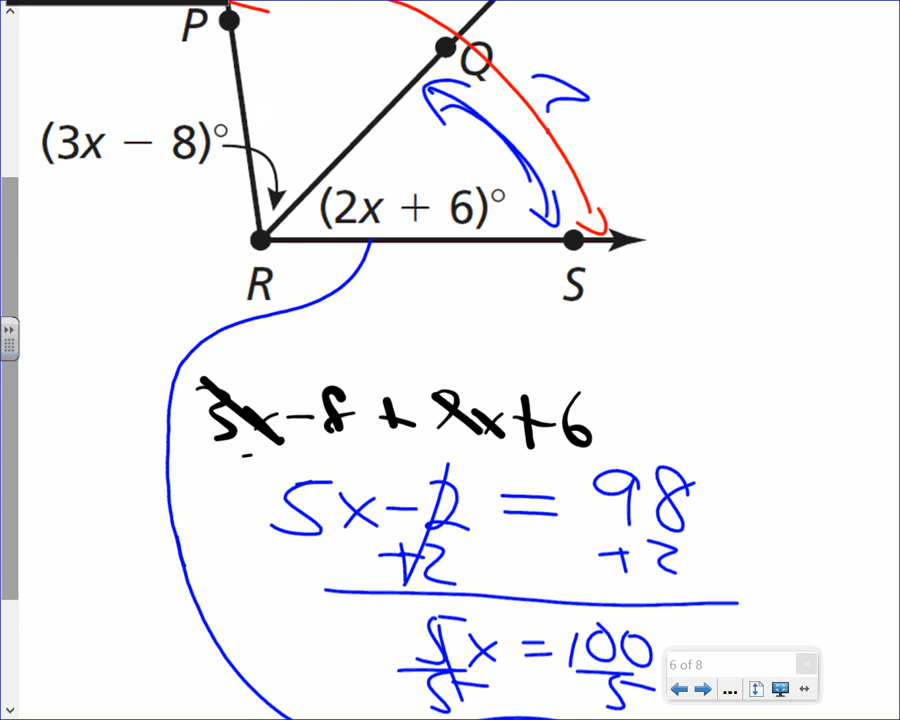 P
Q
(3x − 8)°
(2x + 6)°
R
S
3x - 8 + 2x + 6
5x - 2 = 98
+2 +2
5x = 100
5 5
6 of 8